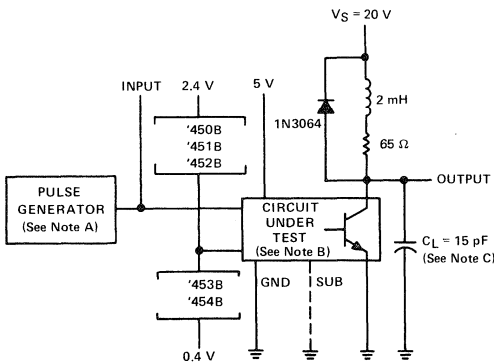 V_S = 20 V
INPUT
2.4 V
5 V
2 mH
1N3064
'450B
'451B
'452B
65 Ω
OUTPUT
PULSE
GENERATOR
(See Note A)
CIRCUIT
UNDER
TEST
(See Note B)
C_L = 15 pF
(See Note C)
'453B
'454B
GND
SUB
0.4 V